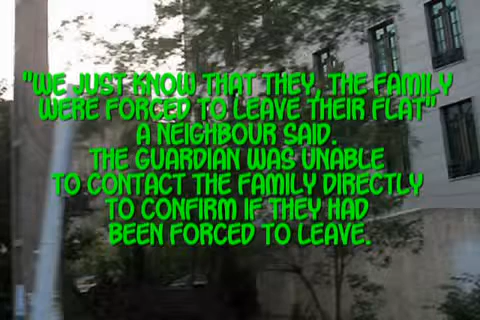 "WE JUST KNOW THAT THEY, THE FAMILY
WERE FORCED TO LEAVE THEIR FLAT"
A NEIGHBOUR SAID.
THE GUARDIAN WAS UNABLE
TO CONTACT THE FAMILY DIRECTLY
TO CONFIRM IF THEY HAD
BEEN FORCED TO LEAVE.